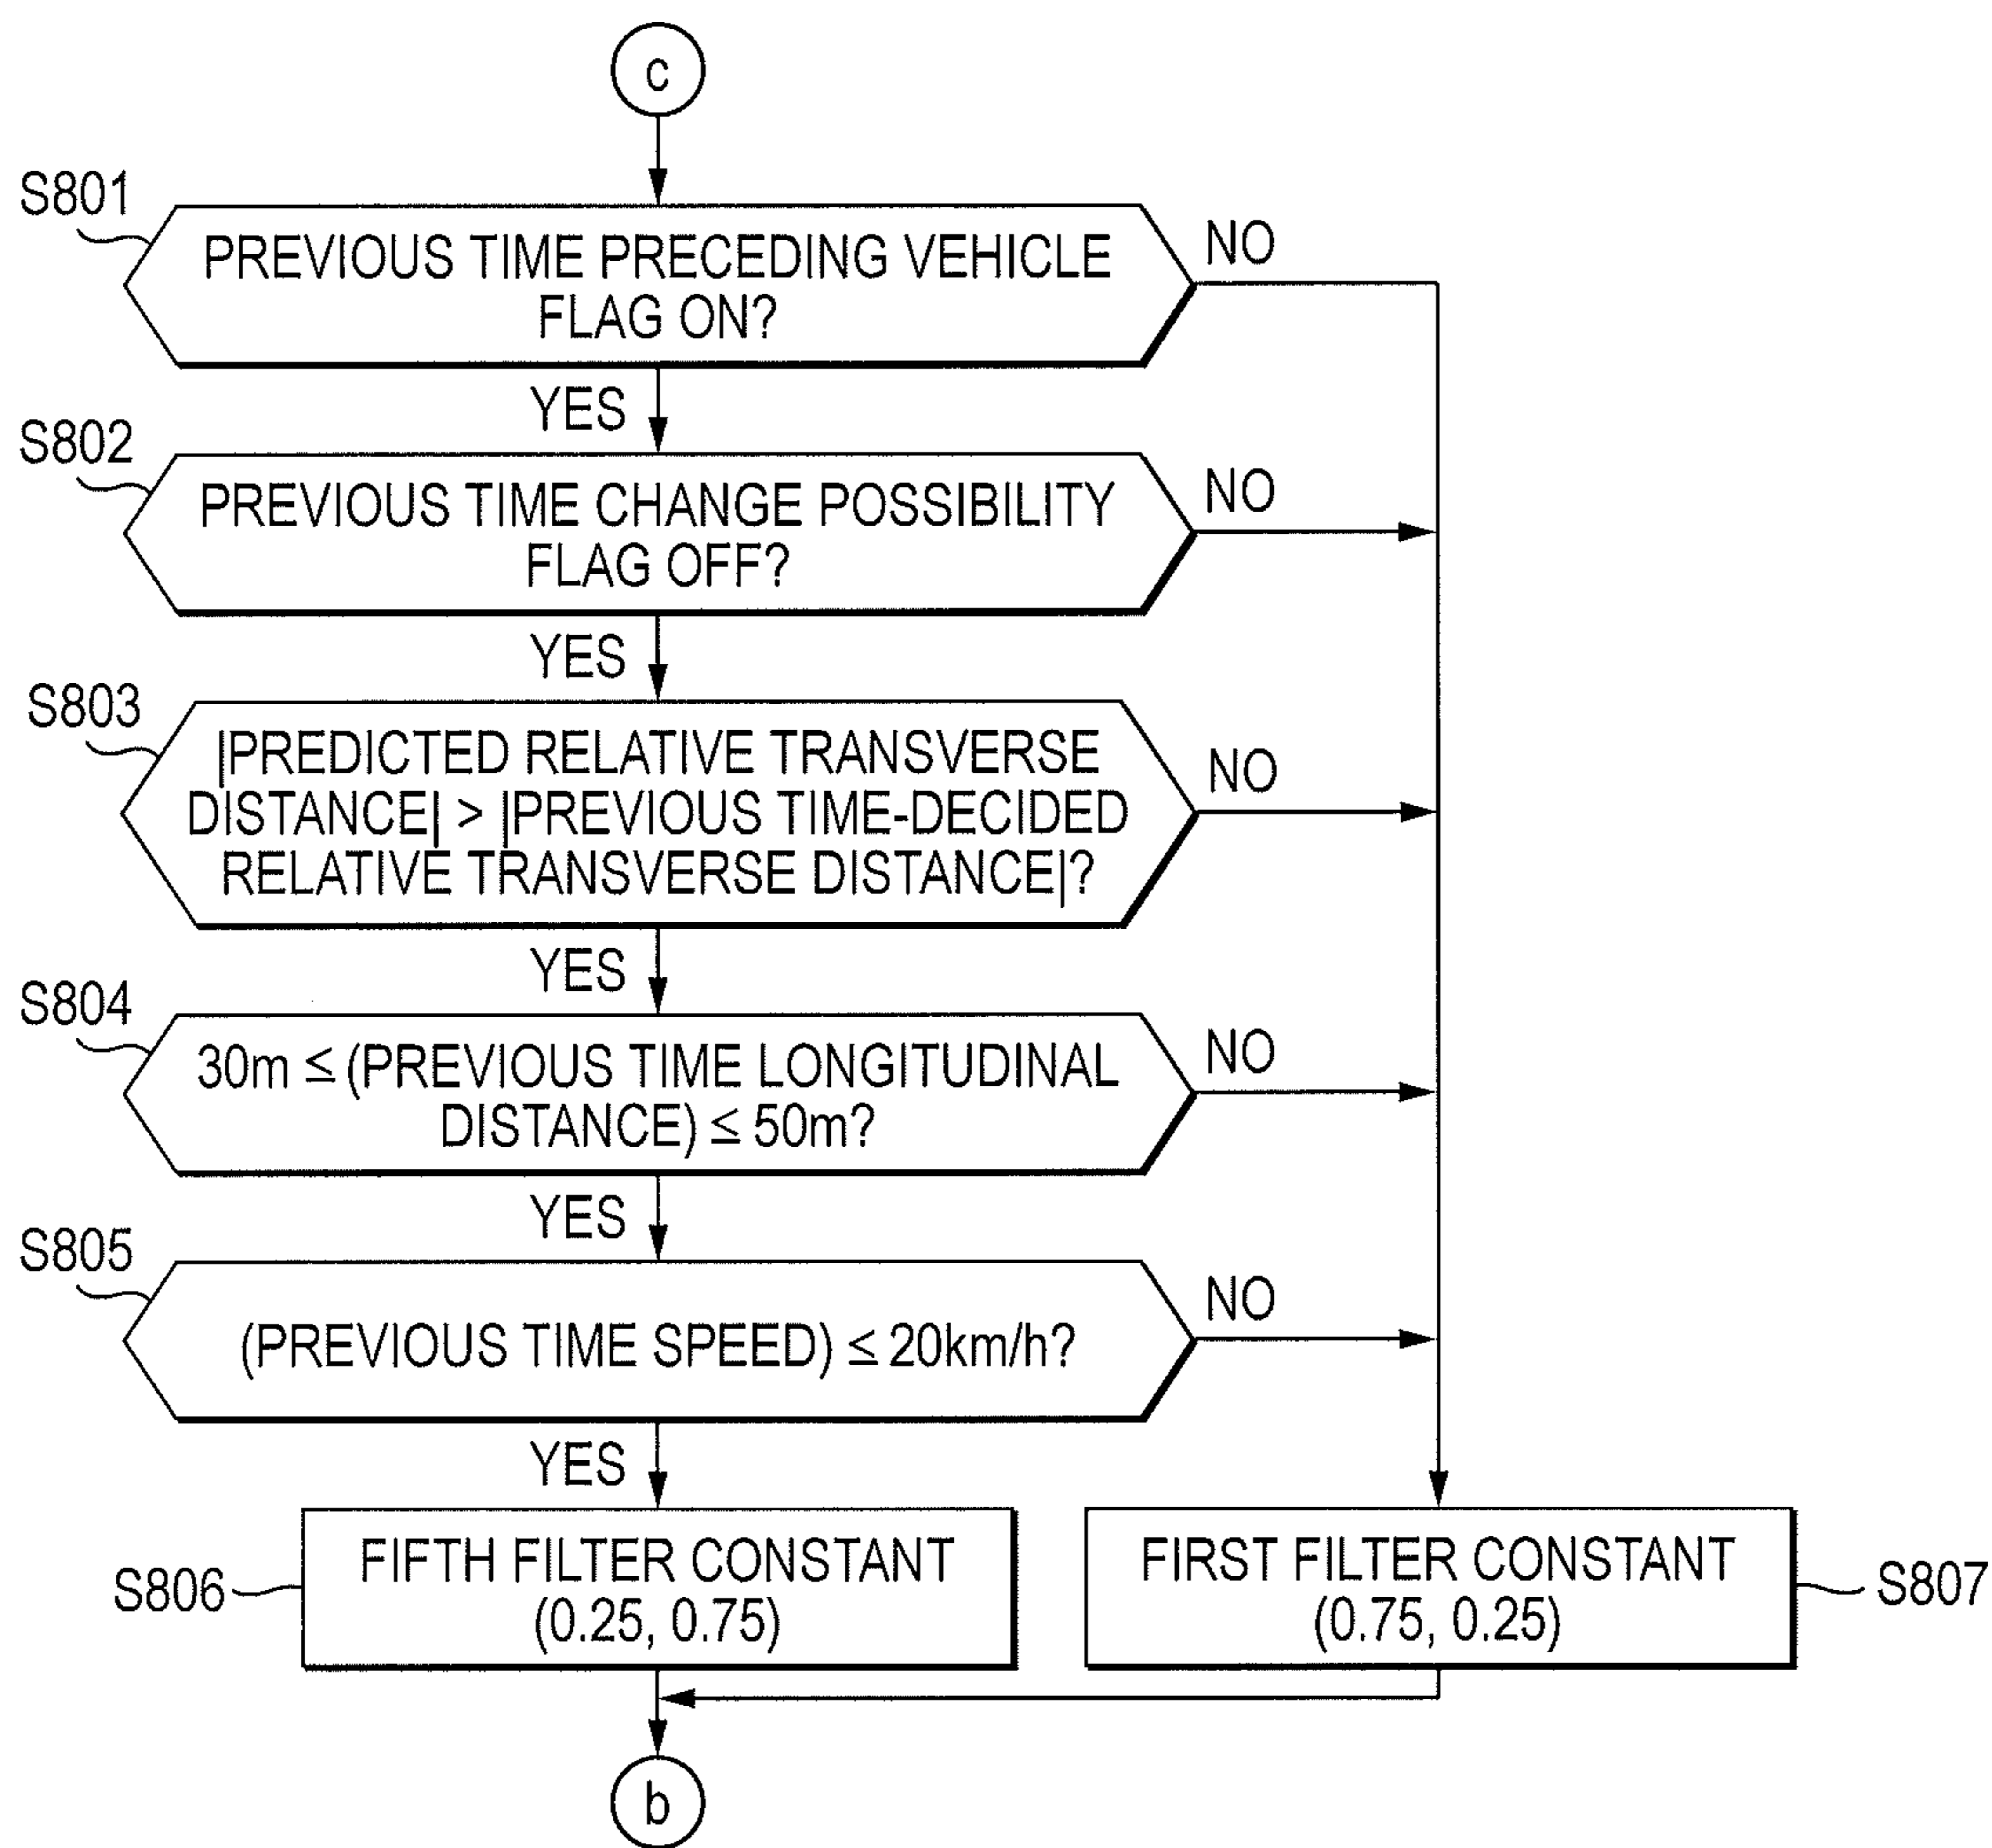 c
S801
PREVIOUS TIME PRECEDING VEHICLE
FLAG ON?
NO
YES
S802
PREVIOUS TIME CHANGE POSSIBILITY
FLAG OFF?
NO
YES
S803
|PREDICTED RELATIVE TRANSVERSE
DISTANCE| > |PREVIOUS TIME-DECIDED
RELATIVE TRANSVERSE DISTANCE|?
NO
YES
S804
30m ≤ (PREVIOUS TIME LONGITUDINAL
DISTANCE) ≤ 50m?
NO
YES
S805
(PREVIOUS TIME SPEED) ≤ 20km/h?
NO
YES
S806
FIFTH FILTER CONSTANT
(0.25, 0.75)
FIRST FILTER CONSTANT
(0.75, 0.25)
S807
b